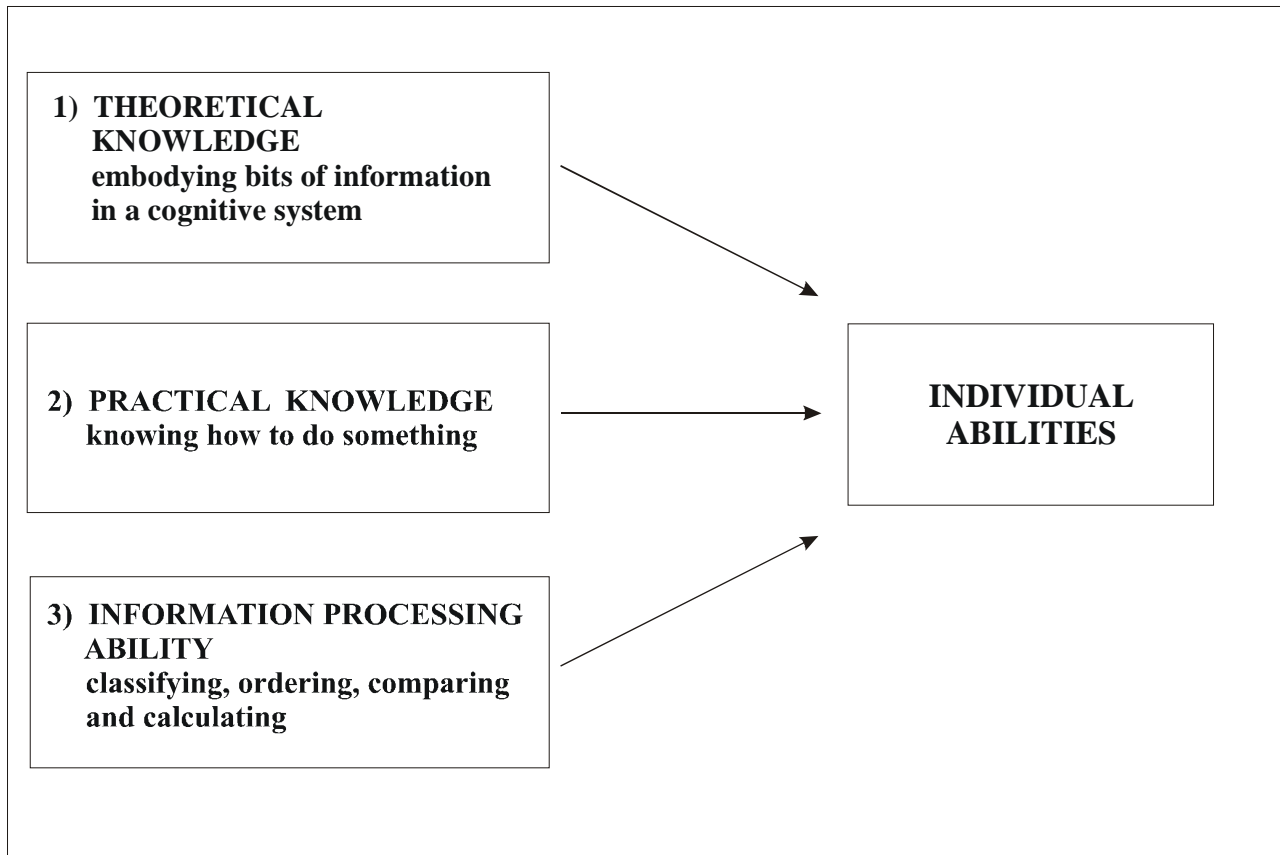 1) THEORETICAL
KNOWLEDGE
embodying bits of information
in a cognitive system
2) PRACTICAL KNOWLEDGE
knowing how to do something
3) INFORMATION PROCESSING
ABILITY
classifying, ordering, comparing
and calculating
INDIVIDUAL
ABILITIES